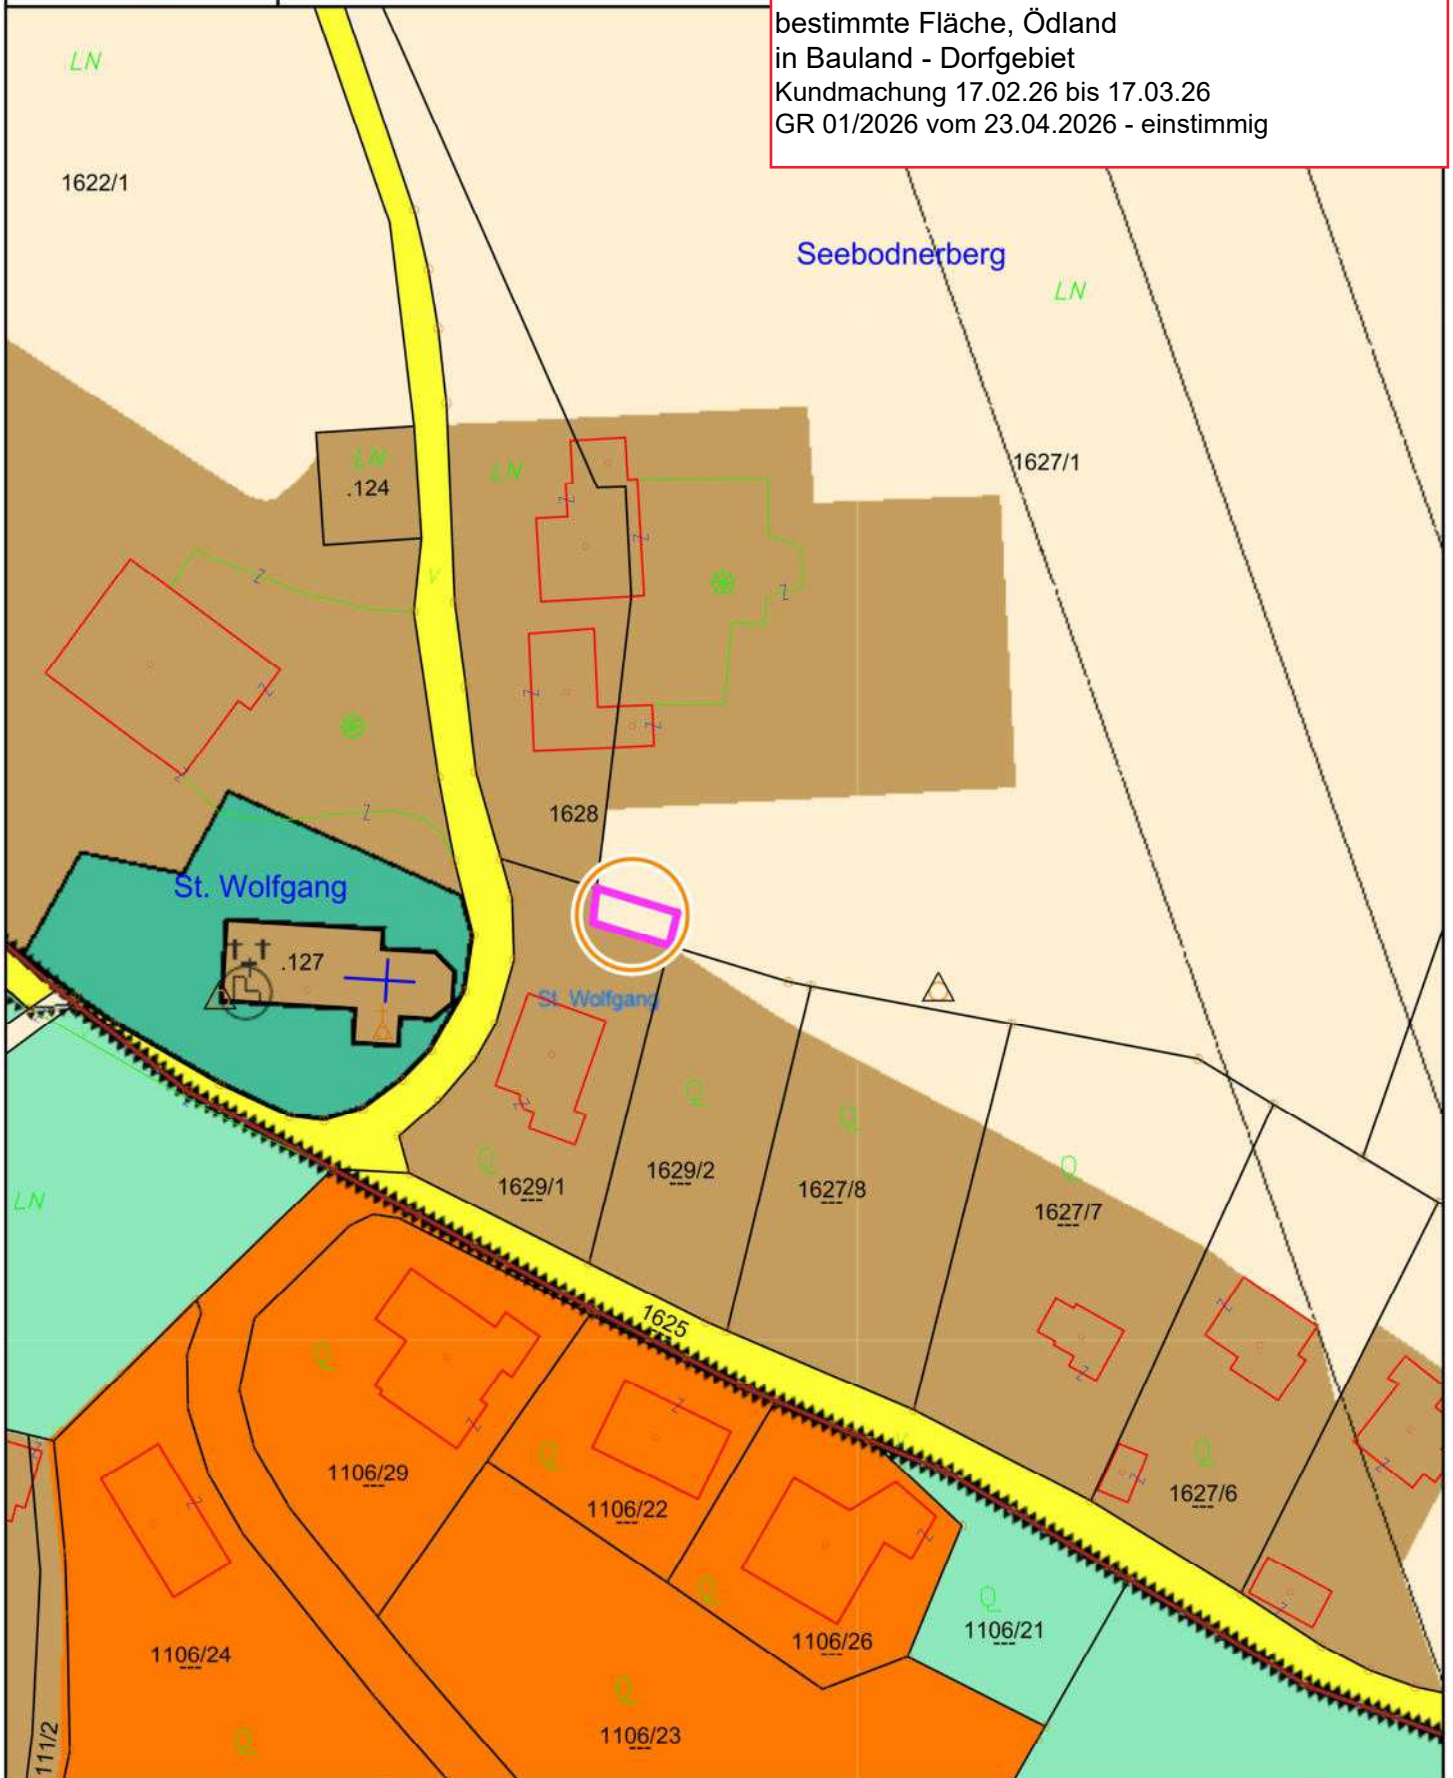 bestimmte Fläche, Ödland
in Bauland - Dorfgebiet
Kundmachung 17.02.26 bis 17.03.26
GR 01/2026 vom 23.04.2026 - einstimmig
LN
1622/1
Seebodnerberg
LN
1627/1
LN
.124
LN
V
Z
Z
Z
Z
Z
Z
Z
Z
Z
1628
St. Wolfgang
.127
St. Wolfgang
Z
Q
Q
Q
Q
1629/1
1629/2
1627/8
1627/7
LN
1625
Z
Z
Q
1106/29
Z
Q
Z
1106/22
Q
Z
1106/26
Q
1106/21
Q
1627/6
Z
Z
Z
Z
1106/24
Q
Q
1106/23
111/2